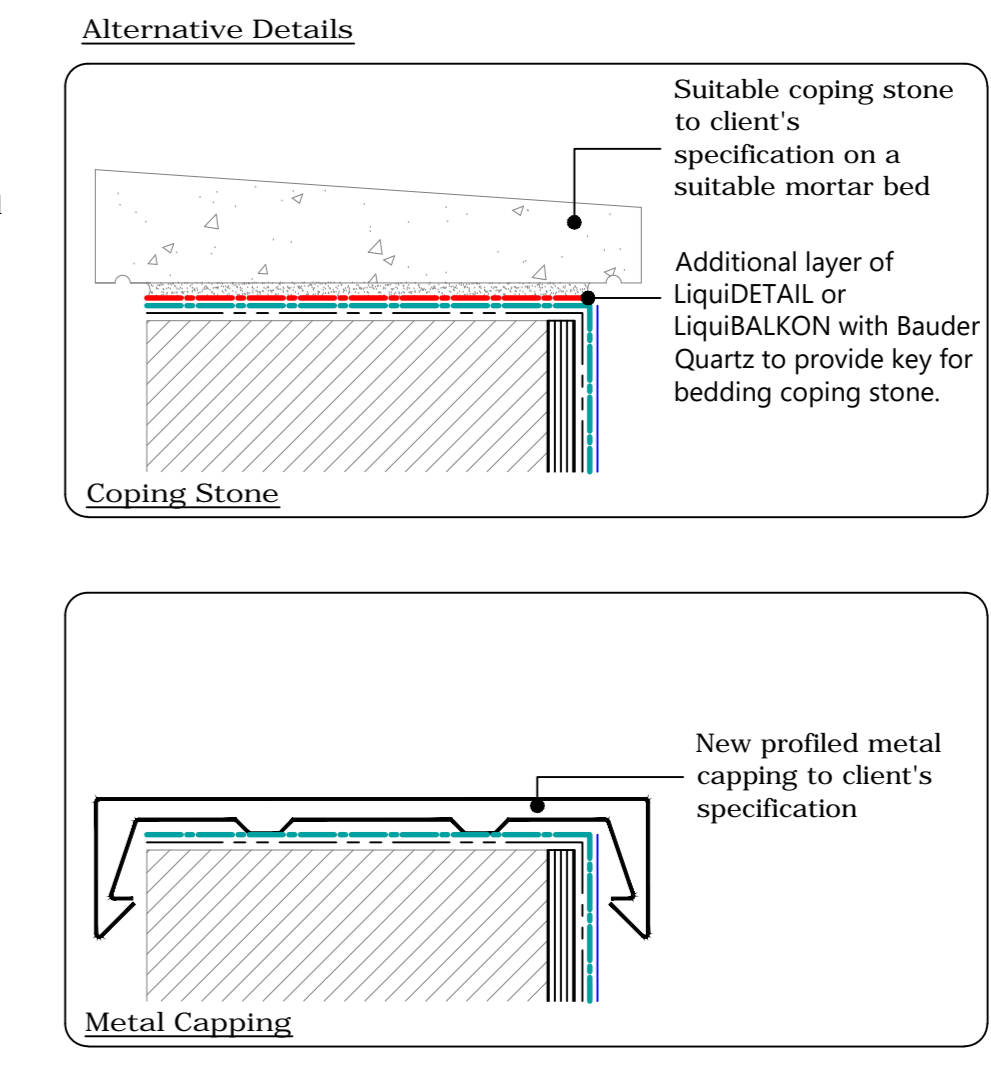 Alternative Details
Suitable coping stone
to client's
specification on a
suitable mortar bed
Additional layer of
LiquiDETAIL or
LiquiBALKON with Bauder
Quartz to provide key for
bedding coping stone.
Coping Stone
New profiled metal
capping to client's
specification
Metal Capping